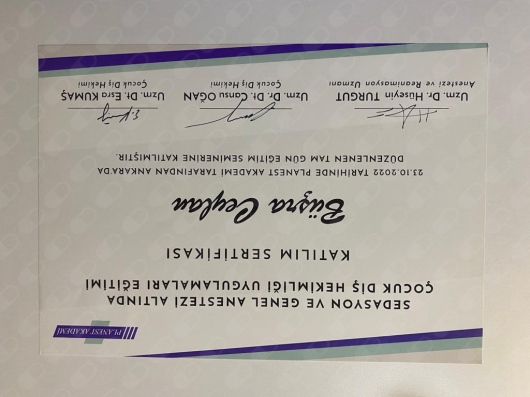 PLANEST AKADEMİ
SEDASYON VE GENEL ANESTEZİ ALTINDA
ÇOCUK DİŞ HEKİMLİĞİ UYGULAMALARI EĞİTİMİ
KATILIM SERTİFİKASI
Büşra Ceylan
23.10.2022 TARİHİNDE PLANEST AKADEMİ TARAFINDAN ANKARA'DA
DÜZENLENEN TAM GÜN EĞİTİM SEMİNERİNE KATILMIŞTIR.
Uzm. Dr. Hüseyin TURGUT
Anestezi ve Reanimasyon Uzmanı
Uzm. Dr. Dt. Cansu OĞAN
Çocuk Diş Hekimi
Uzm. Dt. Esra KUMAŞ
Çocuk Diş Hekimi